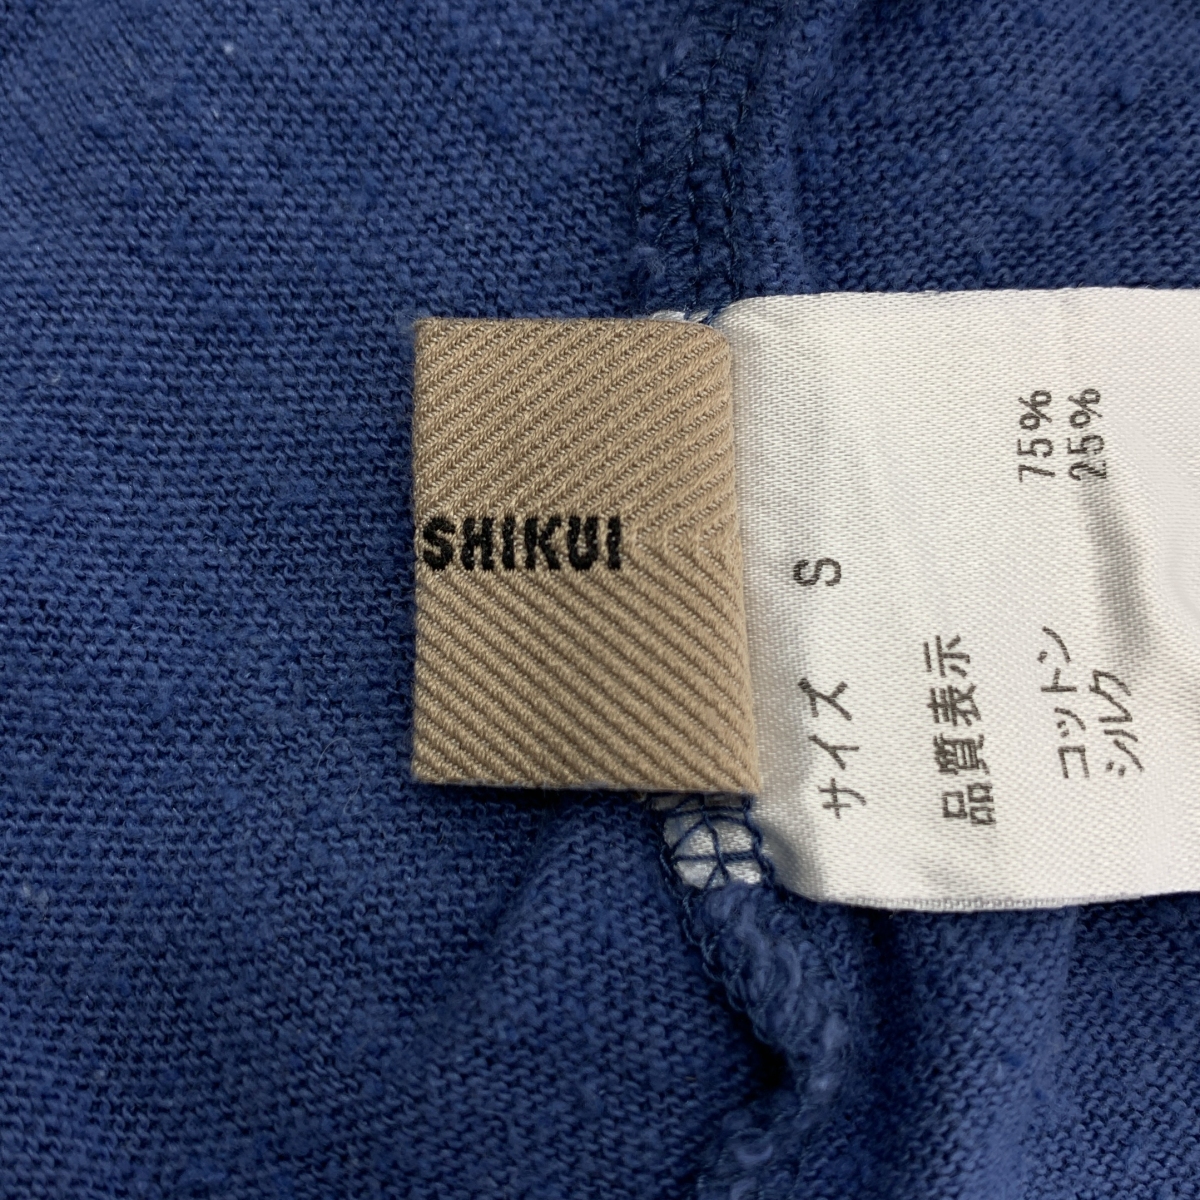 SHIKUI
サイズ S
品質表示
コットン 75%
シルク 25%